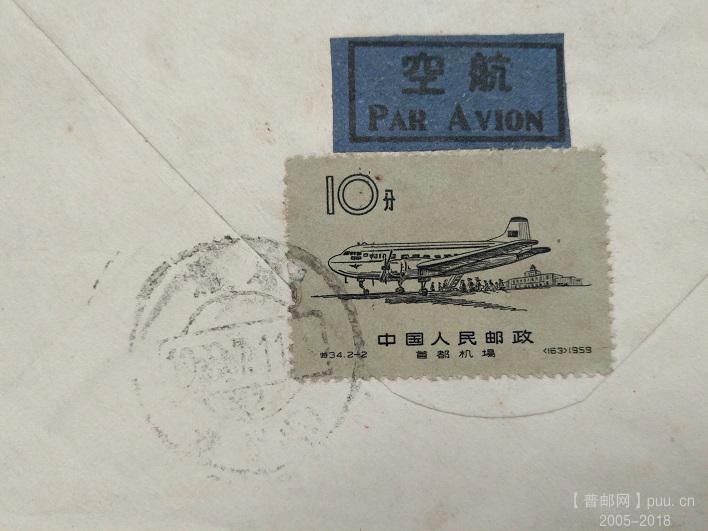 空航
PAR AVION
10分
中国人民邮政
特34.2-2
首都机場
<163>1959
【普邮网】puu.cn
2005-2018